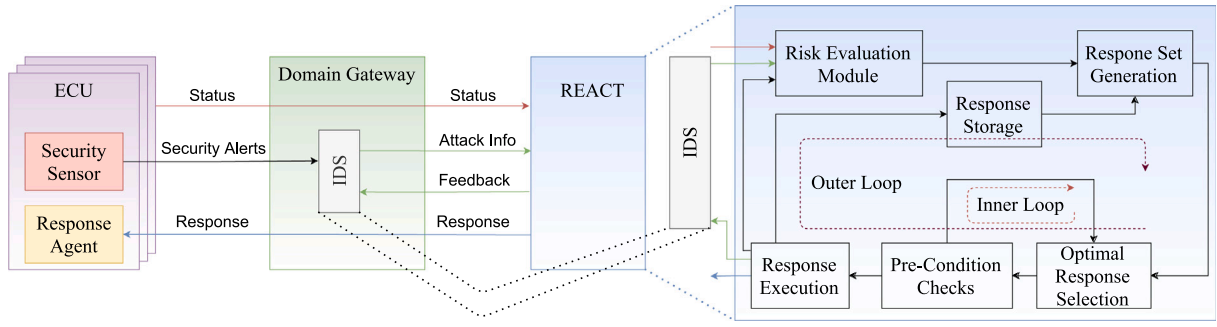 ECU
Security
Sensor
Response
Agent
Status
Security Alerts
Response
Domain Gateway
IDS
Status
Attack Info
Feedback
Response
REACT
IDS
Risk Evaluation
Module
Respone Set
Generation
Response
Storage
Outer Loop
Inner Loop
Response
Execution
Pre-Condition
Checks
Optimal
Response
Selection